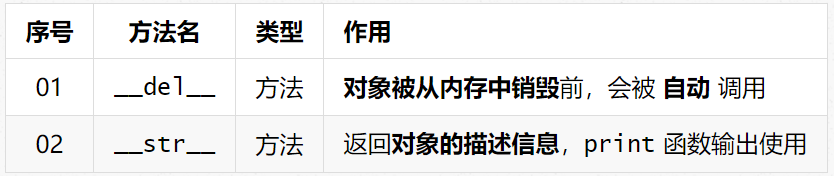 序号 方法名 类型 作用
01 __del__ 方法 对象被从内存中销毁前，会被 自动 调用
02 __str__ 方法 返回对象的描述信息，print 函数输出使用